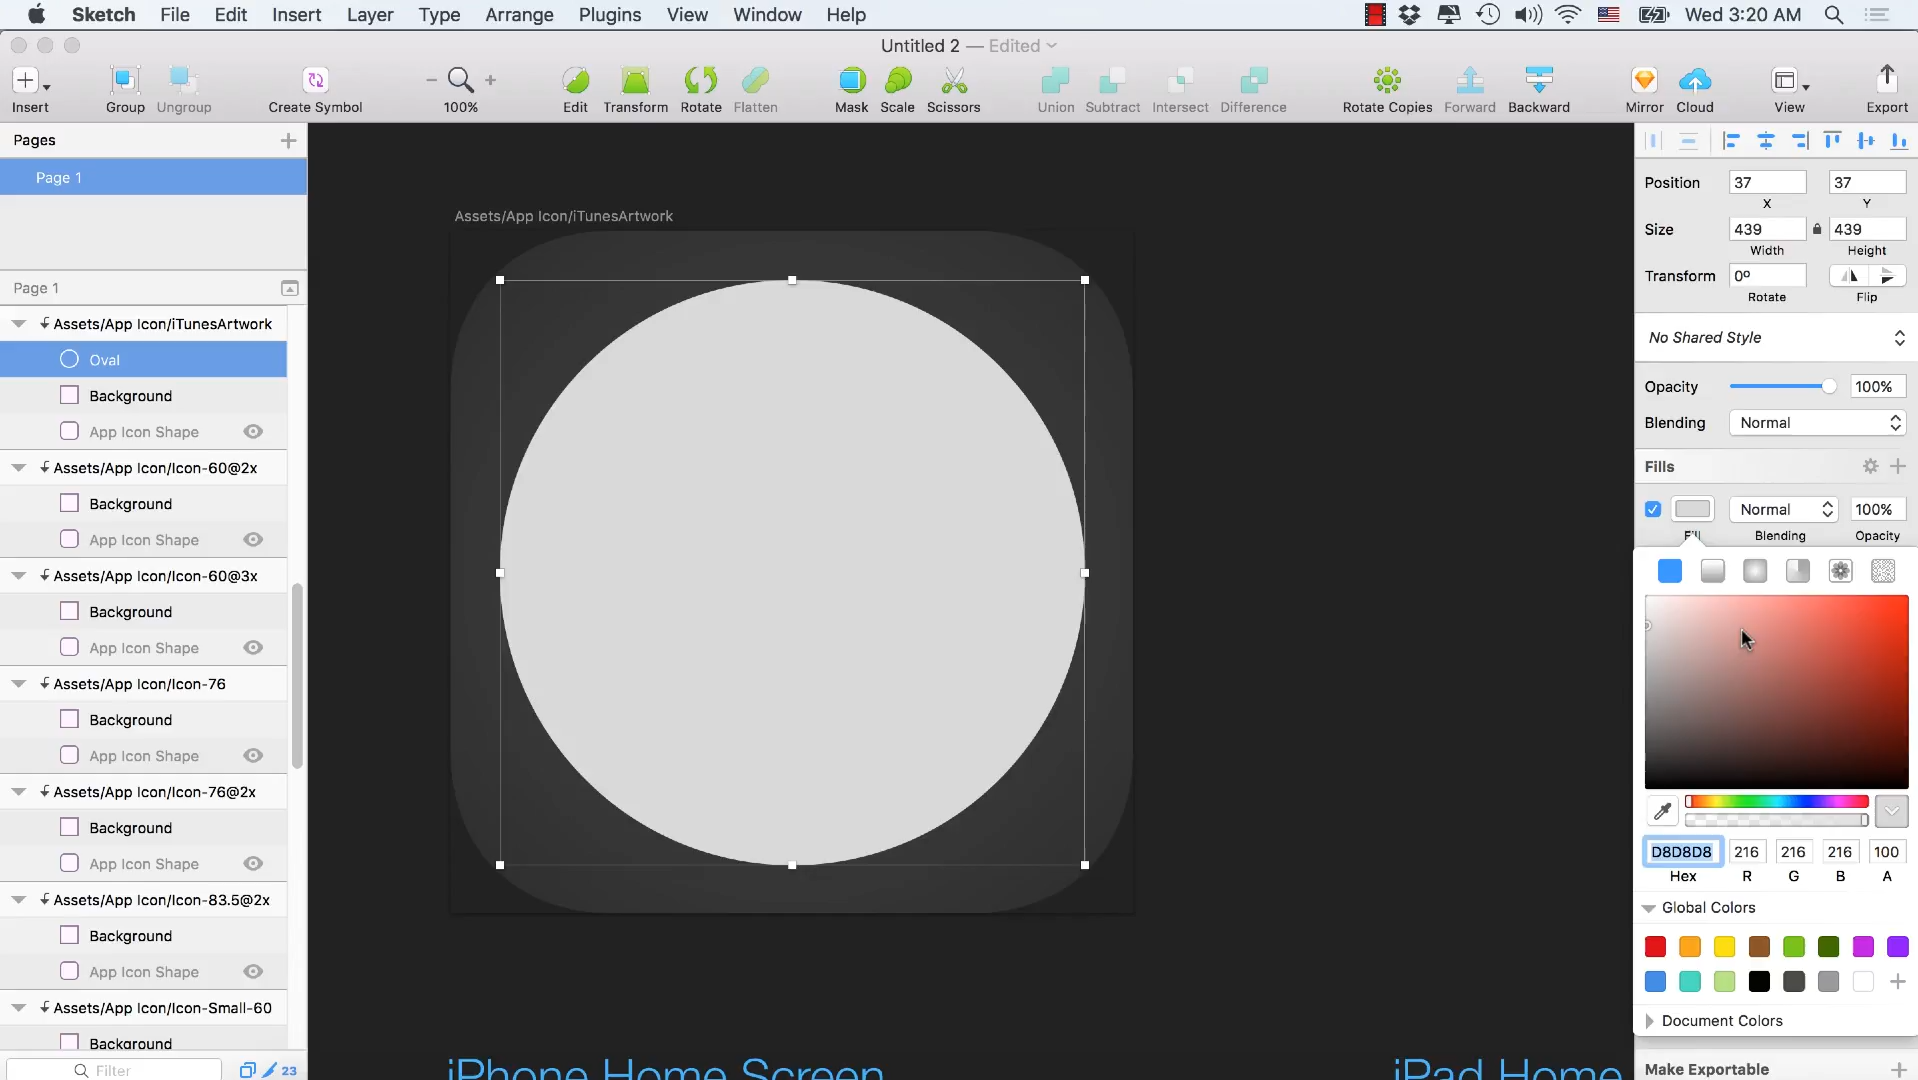 Sketch File Edit Insert Layer Type Arrange Plugins View Window Help Wed 3:20 AM
Untitled 2 — Edited
Insert Group Ungroup Create Symbol 100% Edit Transform Rotate Flatten Mask Scale Scissors Union Subtract Intersect Difference Rotate Copies Forward Backward Mirror Cloud View Export
Pages
Page 1
Page 1
Assets/App Icon/iTunesArtwork
Oval
Background
App Icon Shape
Assets/App Icon/Icon-60@2x
Background
App Icon Shape
Assets/App Icon/Icon-60@3x
Background
App Icon Shape
Assets/App Icon/Icon-76
Background
App Icon Shape
Assets/App Icon/Icon-76@2x
Background
App Icon Shape
Assets/App Icon/Icon-83.5@2x
Background
App Icon Shape
Assets/App Icon/Icon-Small-60
Background
Filter 23
Assets/App Icon/iTunesArtwork
iPhone Home Screen
iPad Home
Position 37 37
X Y
Size 439 439
Width Height
Transform 0º
Rotate Flip
No Shared Style
Opacity 100%
Blending Normal
Fills
Normal 100%
Fill Blending Opacity
D8D8D8 216 216 216 100
Hex R G B A
Global Colors
Document Colors
Make Exportable